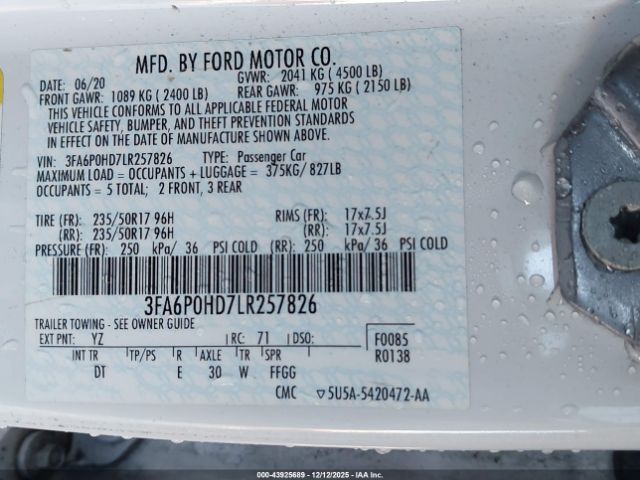 MFD. BY FORD MOTOR CO.
DATE: 06/20 GVWR: 2041 KG ( 4500 LB)
FRONT GAWR: 1089 KG ( 2400 LB) REAR GAWR: 975 KG ( 2150 LB)
THIS VEHICLE CONFORMS TO ALL APPLICABLE FEDERAL MOTOR
VEHICLE SAFETY, BUMPER, AND THEFT PREVENTION STANDARDS
IN EFFECT ON THE DATE OF MANUFACTURE SHOWN ABOVE.
VIN: 3FA6P0HD7LR257826 TYPE: Passenger Car
MAXIMUM LOAD = OCCUPANTS + LUGGAGE = 375KG/ 827LB
OCCUPANTS = 5 TOTAL; 2 FRONT, 3 REAR
TIRE (FR): 235/50R17 96H RIMS (FR): 17x7.5J
(RR): 235/50R17 96H (RR): 17x7.5J
PRESSURE (FR): 250 kPa/ 36 PSI COLD (RR): 250 kPa/ 36 PSI COLD
3FA6P0HD7LR257826
TRAILER TOWING - SEE OWNER GUIDE
EXT PNT: YZ RC: 71 DSO: F0085
INT TR TP/PS R AXLE TR SPR R0138
DT E 30 W FFGG
CMC ▽5U5A-5420472-AA
000-43925689 - 12/12/2025 - IAAI.COM